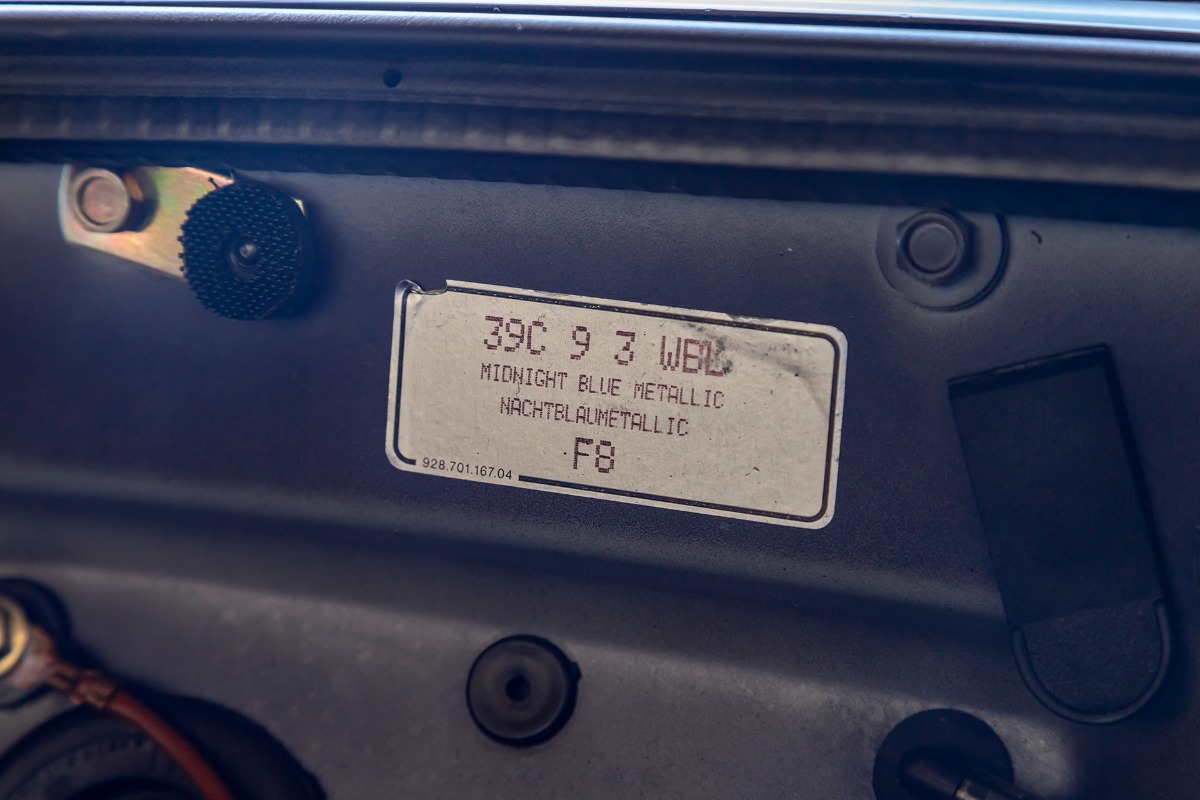 39C 9 3 WBL
MIDNIGHT BLUE METALLIC
NACHTBLAUMETALLIC
F8
928.701.167.04